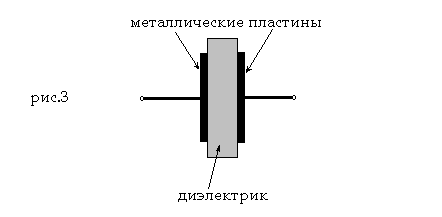 металлические пластины
рис.3
диэлектрик